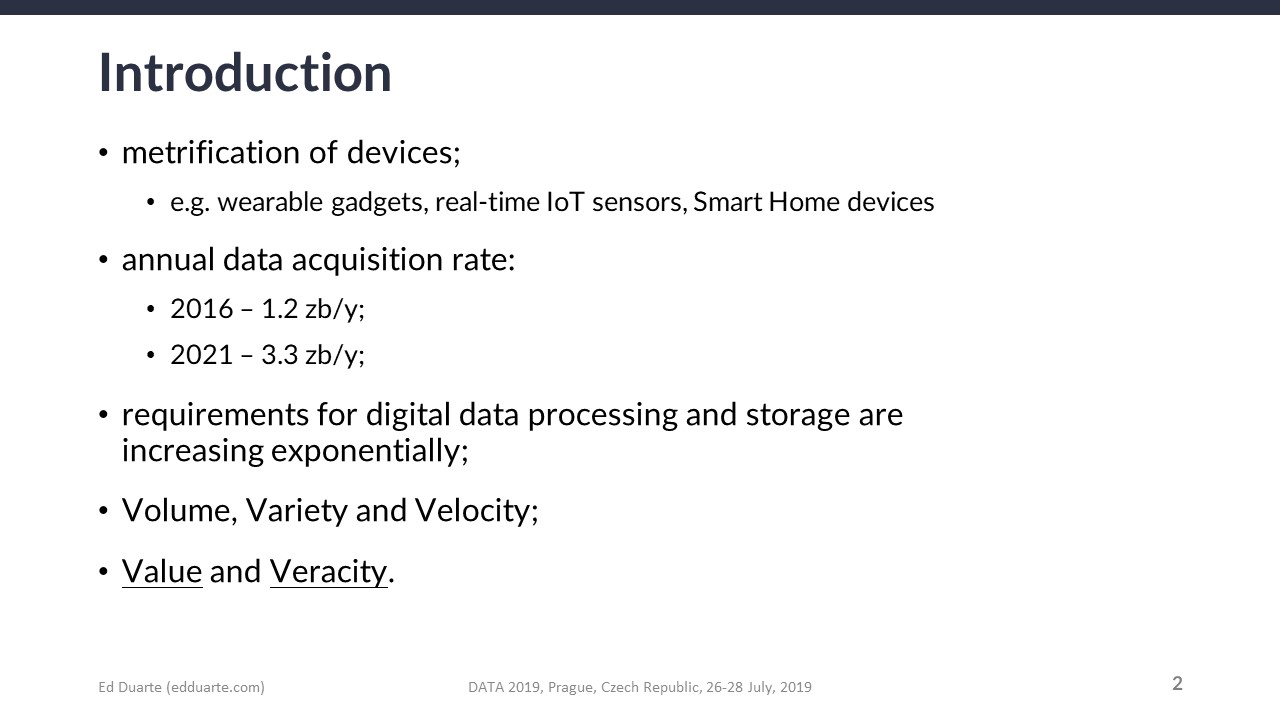 Introduction
• metrification of devices;
• e.g. wearable gadgets, real-time IoT sensors, Smart Home devices
• annual data acquisition rate:
• 2016 – 1.2 zb/y;
• 2021 – 3.3 zb/y;
• requirements for digital data processing and storage are
increasing exponentially;
• Volume, Variety and Velocity;
• Value and Veracity.
Ed Duarte (edduarte.com)
DATA 2019, Prague, Czech Republic, 26-28 July, 2019
2